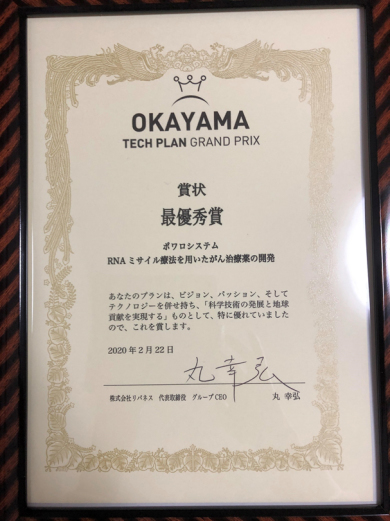 OKAYAMA
TECH PLAN GRAND PRIX
賞状
最優秀賞
ポワロシステム
RNAミサイル療法を用いたがん治療薬の開発
あなたのプランは、ビジョン、パッション、そして
テクノロジーを併せ持ち、「科学技術の発展と地球
貢献を実現する」ものとして、特に優れていました
ので、これを賞します。
2020年2月22日
丸幸弘
株式会社リバネス 代表取締役 グループCEO 丸 幸弘